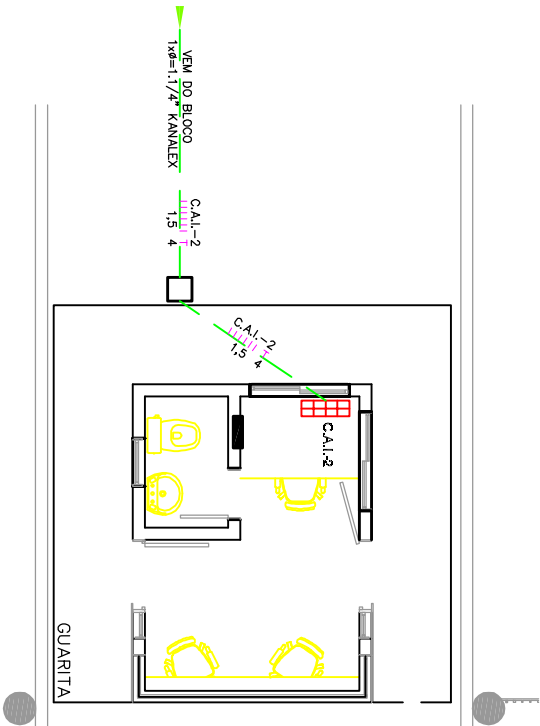 VEM DO BLOCO
1xø=1.1/4" KANALEX
C.A.I.-2
T
1,5 4
C.A.I.-2
T
1,5 4
C.A.I.-2
GUARITA